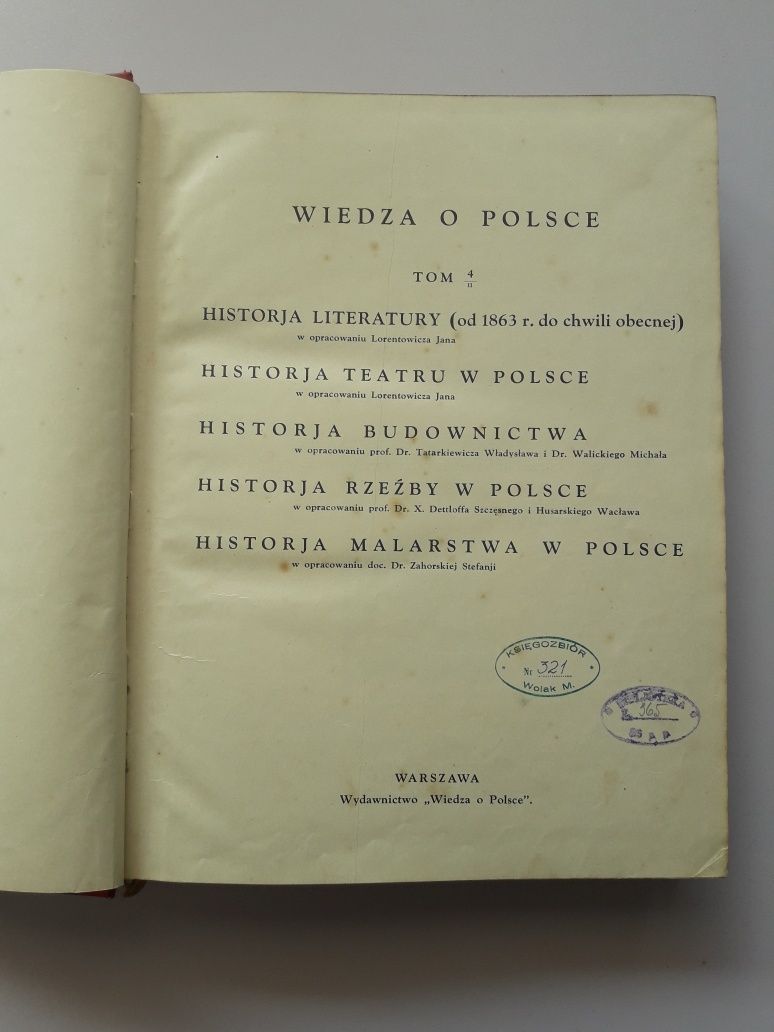 WIEDZA O POLSCE
TOM 4/II
HISTORJA LITERATURY (od 1863 r. do chwili obecnej)
w opracowaniu Lorentowicza Jana
HISTORJA TEATRU W POLSCE
w opracowaniu Lorentowicza Jana
HISTORJA BUDOWNICTWA
w opracowaniu prof. Dr. Tatarkiewicza Władysława i Dr. Walickiego Michała
HISTORJA RZEŹBY W POLSCE
w opracowaniu prof. Dr. X. Dettloffa Szczęsnego i Husarskiego Wacława
HISTORJA MALARSTWA W POLSCE
w opracowaniu doc. Dr. Zahorskiej Stefanji
KSIĘGOZBIÓR
Nr 321
Wolak M.
365
P. P.
WARSZAWA
Wydawnictwo „Wiedza o Polsce".